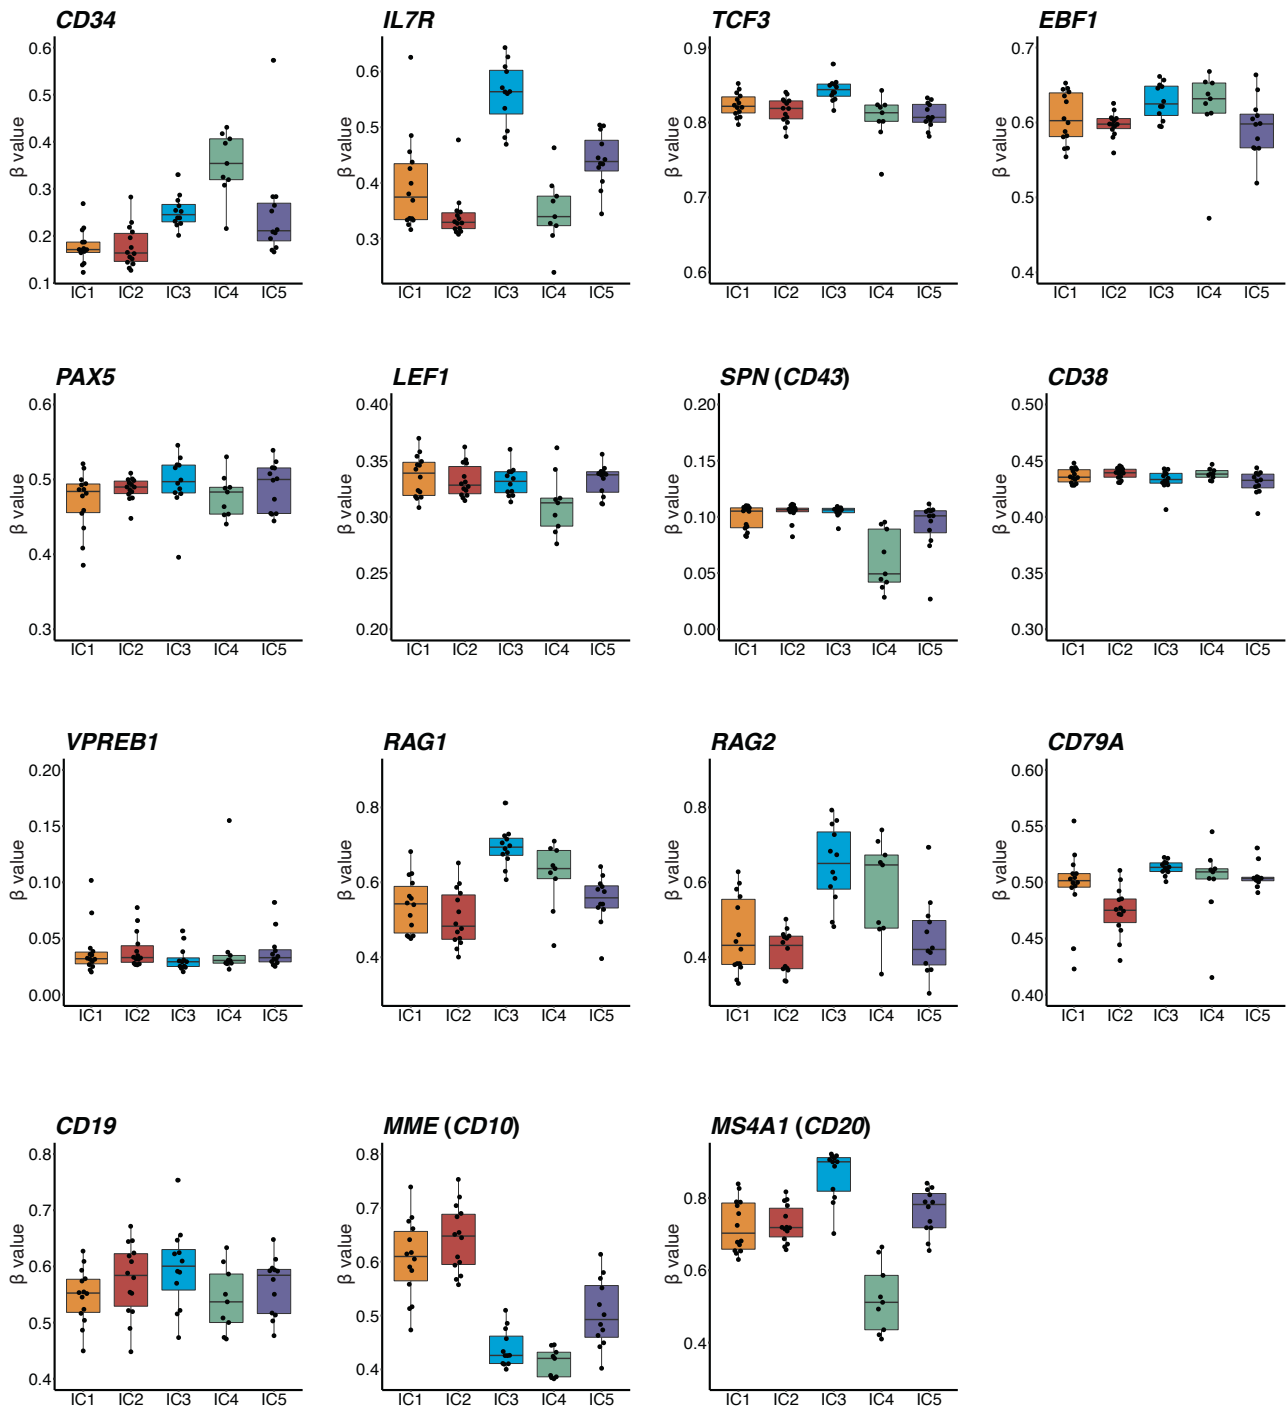 CD34
IL7R
TCF3
EBF1
0.6
0.5
0.4
0.3
0.2
0.1
β value
IC1 IC2 IC3 IC4 IC5
0.6
0.5
0.4
0.3
β value
IC1 IC2 IC3 IC4 IC5
0.9
0.8
0.7
0.6
β value
IC1 IC2 IC3 IC4 IC5
0.7
0.6
0.5
0.4
β value
IC1 IC2 IC3 IC4 IC5
PAX5
LEF1
SPN (CD43)
CD38
0.6
0.5
0.4
0.3
β value
IC1 IC2 IC3 IC4 IC5
0.40
0.35
0.30
0.25
0.20
β value
IC1 IC2 IC3 IC4 IC5
0.20
0.15
0.10
0.05
0.00
β value
IC1 IC2 IC3 IC4 IC5
0.50
0.45
0.40
0.35
0.30
β value
IC1 IC2 IC3 IC4 IC5
VPREB1
RAG1
RAG2
CD79A
0.20
0.15
0.10
0.05
0.00
β value
IC1 IC2 IC3 IC4 IC5
0.8
0.6
0.4
β value
IC1 IC2 IC3 IC4 IC5
0.8
0.6
0.4
β value
IC1 IC2 IC3 IC4 IC5
0.60
0.55
0.50
0.45
0.40
β value
IC1 IC2 IC3 IC4 IC5
CD19
MME (CD10)
MS4A1 (CD20)
0.8
0.7
0.6
0.5
0.4
β value
IC1 IC2 IC3 IC4 IC5
0.8
0.7
0.6
0.5
0.4
β value
IC1 IC2 IC3 IC4 IC5
0.8
0.6
0.4
β value
IC1 IC2 IC3 IC4 IC5